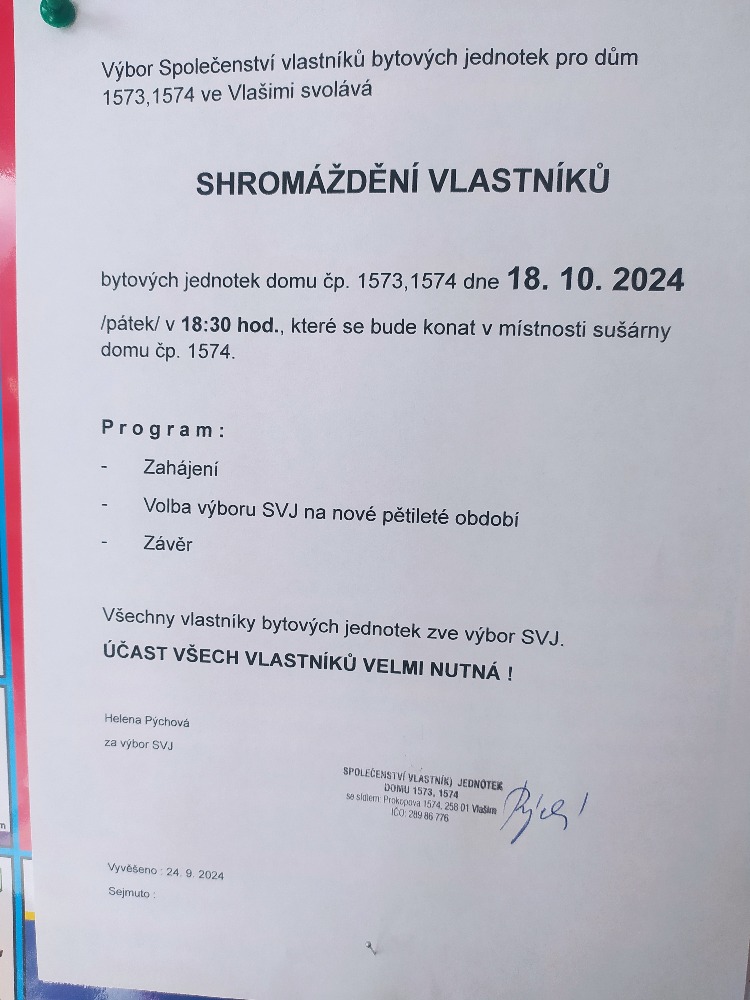 Výbor Společenství vlastníků bytových jednotek pro dům
1573,1574 ve Vlašimi svolává
SHROMÁŽDĚNÍ VLASTNÍKŮ
bytových jednotek domu čp. 1573,1574 dne 18. 10. 2024
/pátek/ v 18:30 hod., které se bude konat v místnosti sušárny
domu čp. 1574.
Program:
- Zahájení
- Volba výboru SVJ na nové pětileté období
- Závěr
Všechny vlastníky bytových jednotek zve výbor SVJ.
ÚČAST VŠECH VLASTNÍKŮ VELMI NUTNÁ !
Helena Pýchová
za výbor SVJ
SPOLEČENSTVÍ VLASTNÍKŮ JEDNOTEK
DOMU 1573, 1574
se sídlem: Prokopova 1574, 258 01 Vlašim
IČO: 289 86 776
Vyvěšeno : 24. 9. 2024
Sejmuto :